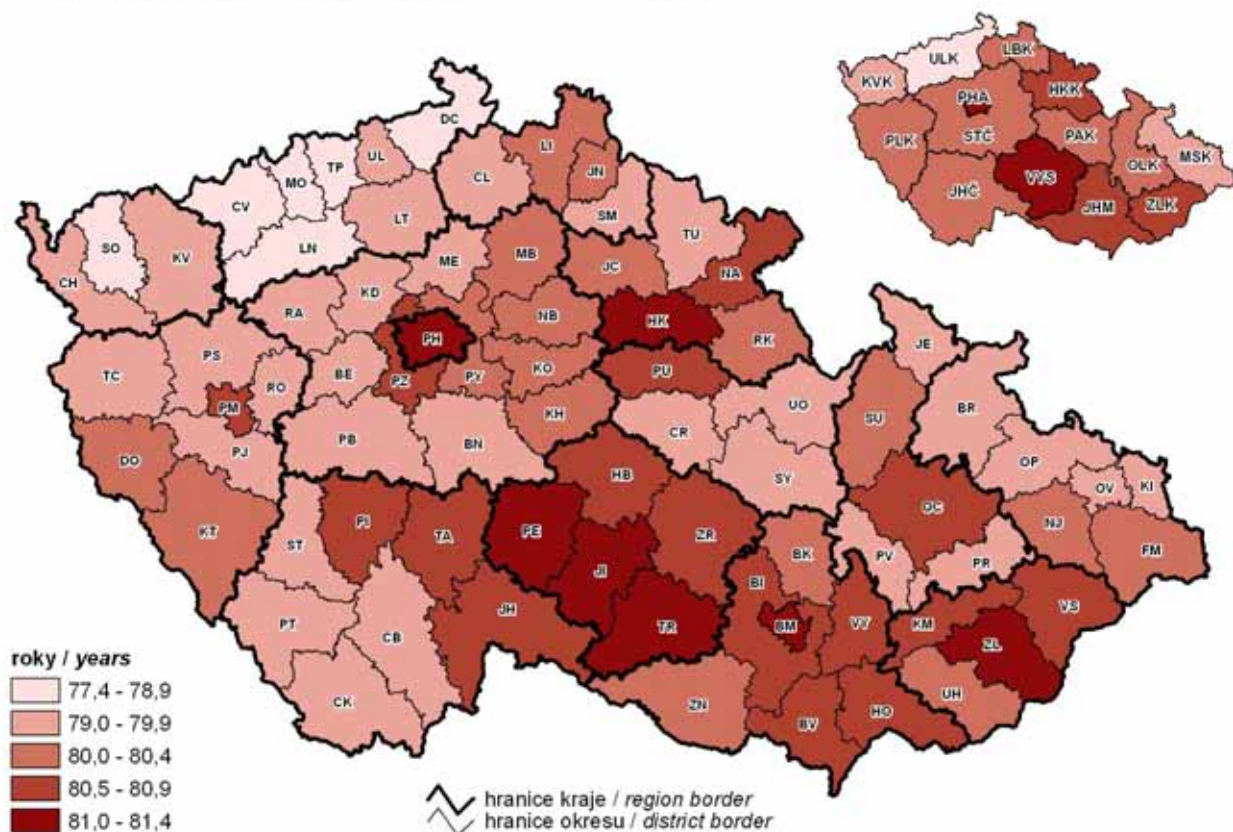 DC
LI
UL
TP
JN
MO
CL
CV
LT
SM
TU
SO
KV
LN
ME
MB
JC
NA
CH
KD
RA
NB
HK
PH
RK
JE
TC
PS
BE
PZ
PY
KO
PU
RO
PM
UO
BR
KH
CR
SU
PB
BN
PJ
OP
DO
SY
OV
KI
HB
OC
PI
KT
TA
PE
ZR
NJ
ST
BK
FM
PV
PR
JI
BI
JH
VS
PT
CB
TR
BM
VY
KM
ZL
UH
CK
ZN
BV
HO
ULK
LBK
KVK
HKK
PHA
STČ
PLK
PAK
OLK
MSK
JHČ
VYS
JHM
ZLK
roky / years
77,4 - 78,9
79,0 - 79,9
80,0 - 80,4
80,5 - 80,9
81,0 - 81,4
hranice kraje / region border
hranice okresu / district border